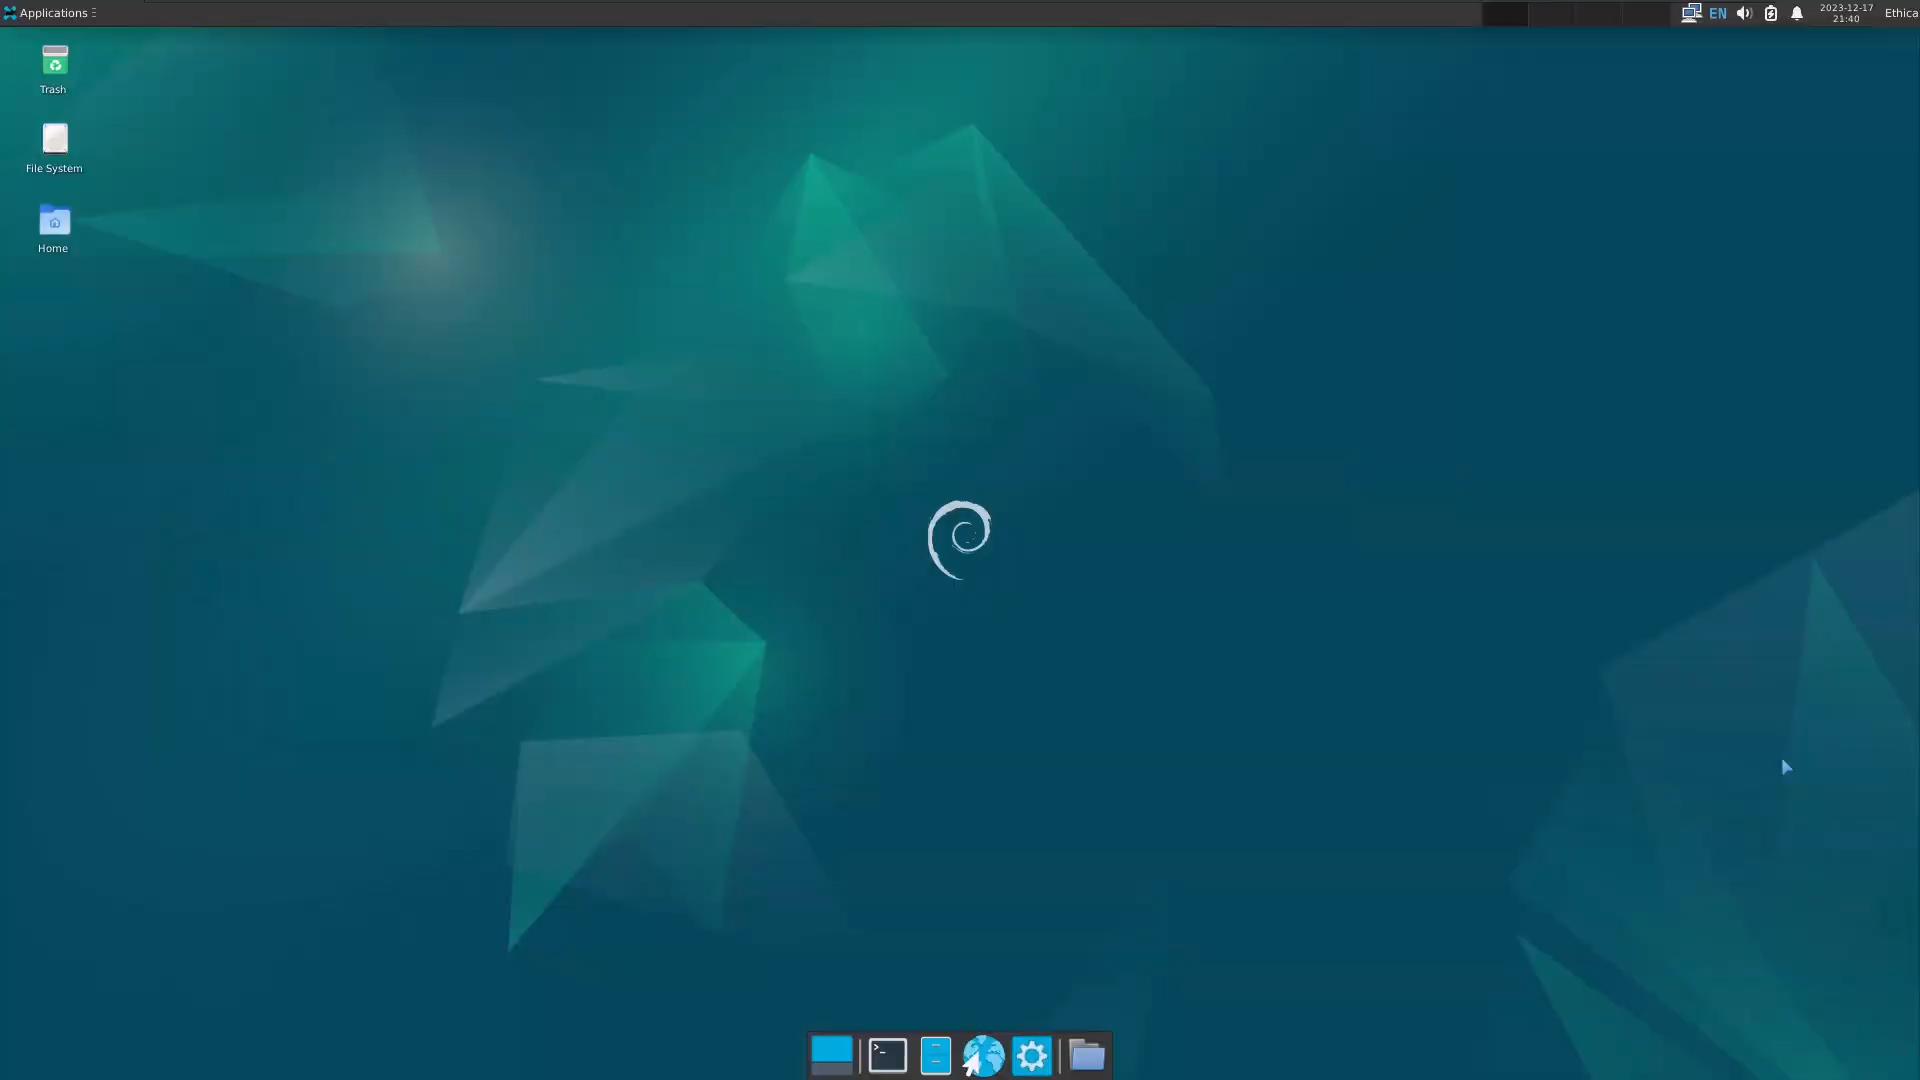 Applications
EN
2023-12-17
21:40
Ethica
Trash
File System
Home
>_